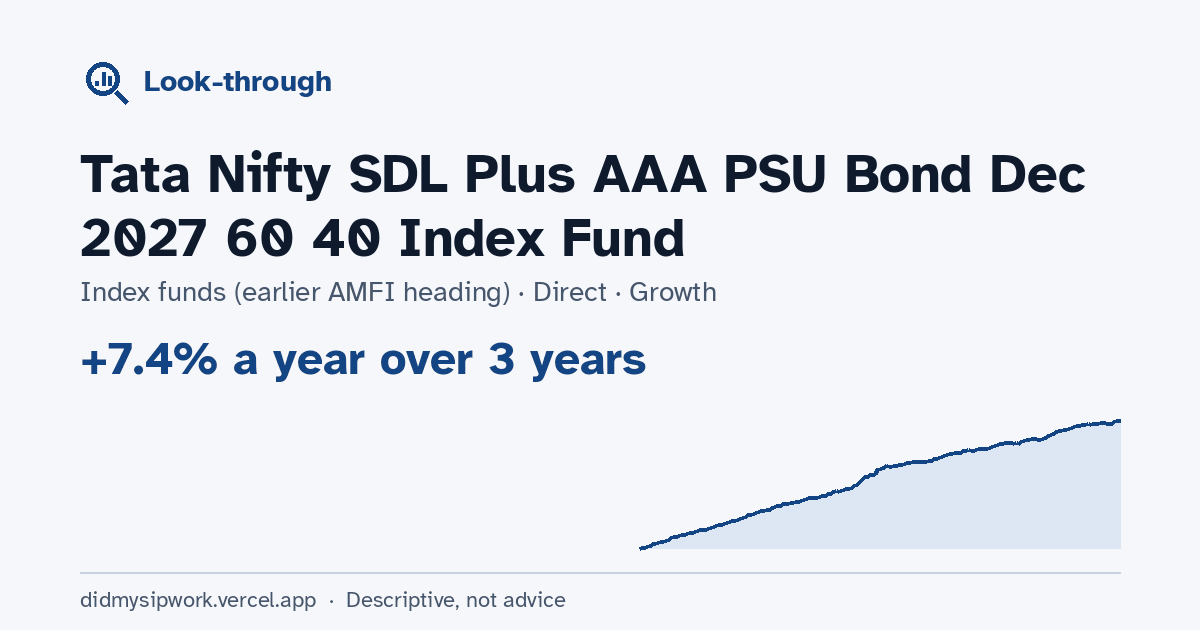 Look-through
Tata Nifty SDL Plus AAA PSU Bond Dec
2027 60 40 Index Fund
Index funds (earlier AMFI heading) · Direct · Growth
+7.4% a year over 3 years
didmysipwork.vercel.app · Descriptive, not advice